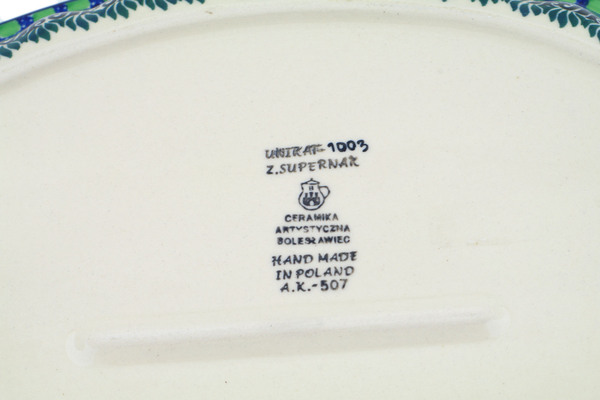 UNIKAT-1003
Z.SUPERNAK
CERAMIKA
ARTYSTYCZNA
BOLESŁAWIEC
HAND MADE
IN POLAND
A.K.-507